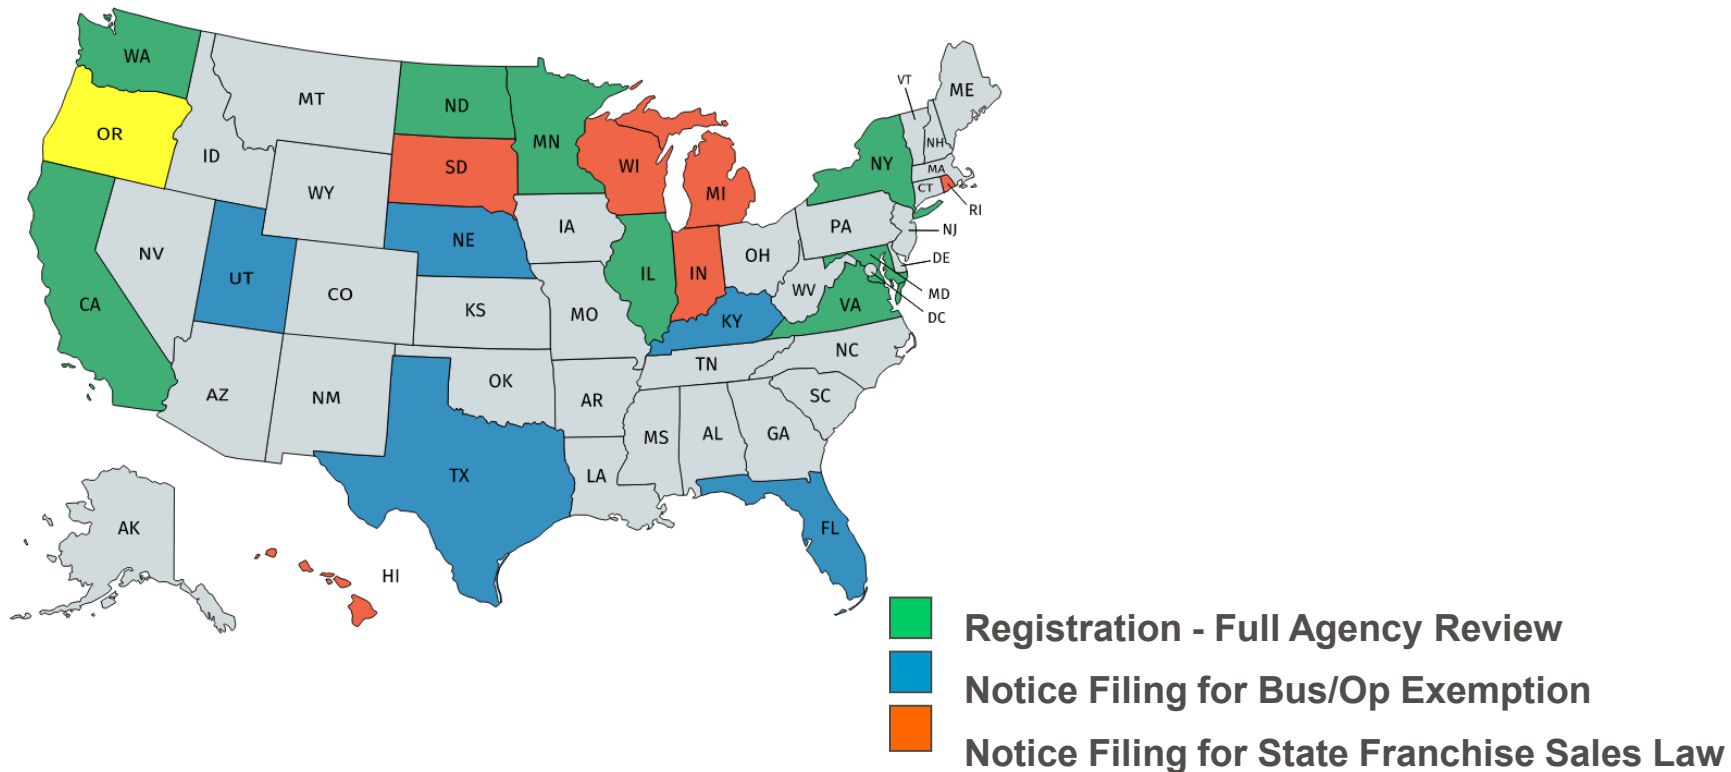 WA
OR
CA
NV
ID
MT
WY
UT
AZ
CO
NM
ND
SD
NE
KS
OK
TX
MN
IA
MO
AR
LA
WI
IL
MI
IN
OH
KY
TN
MS
AL
GA
FL
SC
NC
VA
WV
PA
NY
VT
NH
ME
MA
CT
RI
NJ
DE
MD
DC
AK
HI
Registration - Full Agency Review
Notice Filing for Bus/Op Exemption
Notice Filing for State Franchise Sales Law